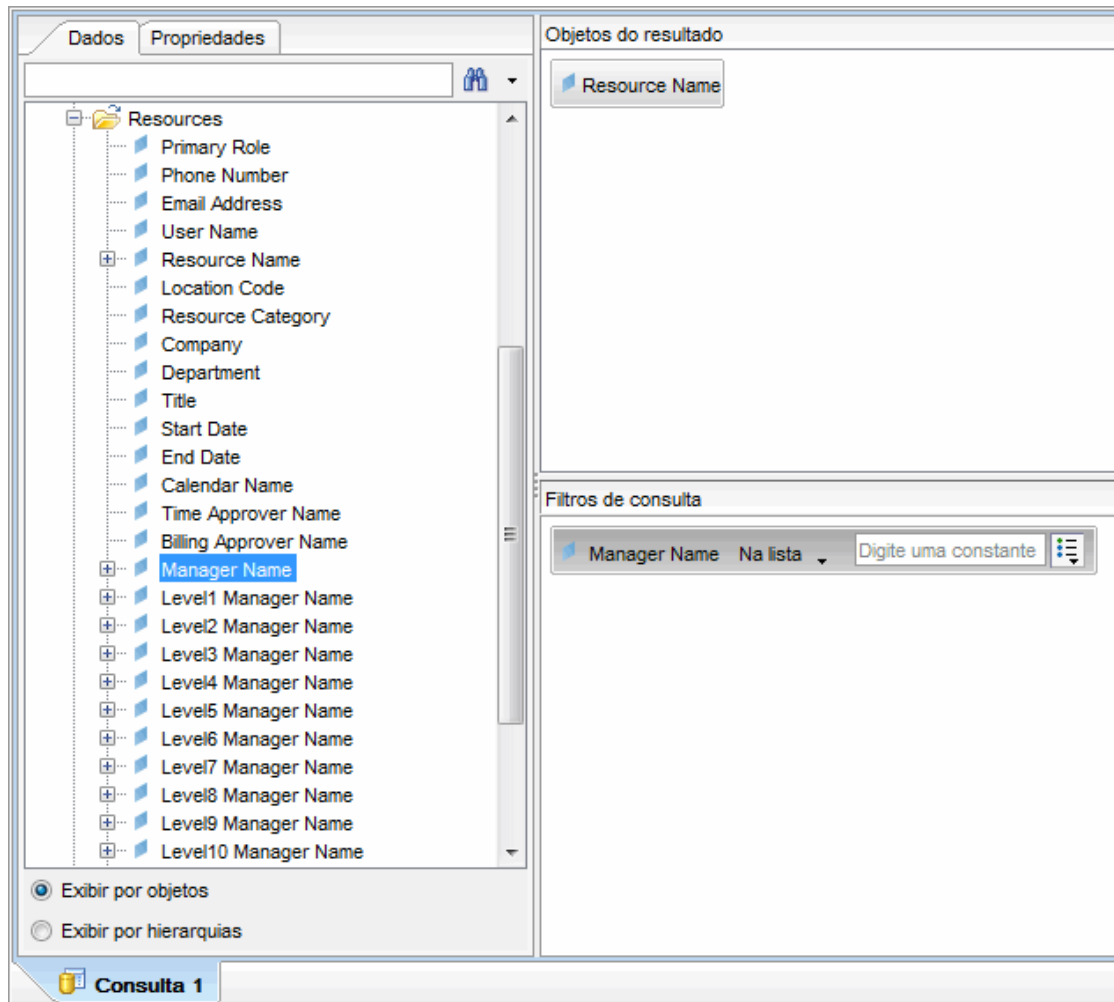 Dados Propriedades
Resources
Primary Role
Phone Number
Email Address
User Name
Resource Name
Location Code
Resource Category
Company
Department
Title
Start Date
End Date
Calendar Name
Time Approver Name
Billing Approver Name
Manager Name
Level1 Manager Name
Level2 Manager Name
Level3 Manager Name
Level4 Manager Name
Level5 Manager Name
Level6 Manager Name
Level7 Manager Name
Level8 Manager Name
Level9 Manager Name
Level10 Manager Name
Exibir por objetos
Exibir por hierarquias
Objetos do resultado
Resource Name
Filtros de consulta
Manager Name Na lista Digite uma constante
Consulta 1